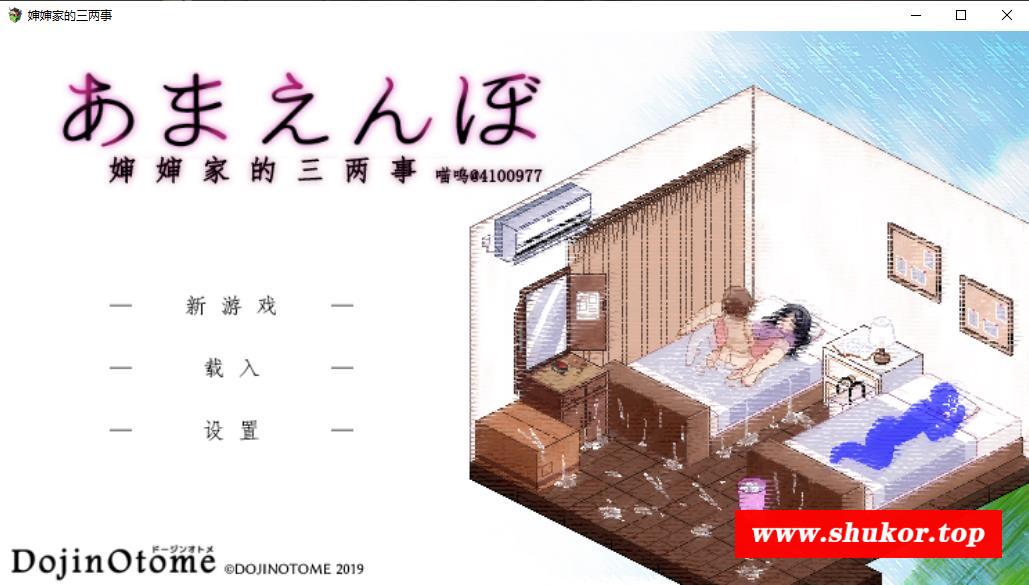 婶婶家的三两事
あまえんぼ
婶婶家的三两事 喵呜@4100977
新游戏
载入
设置
ドージンオトメ
DojinOtome ©DOJINOTOME 2019
www.shukor.top